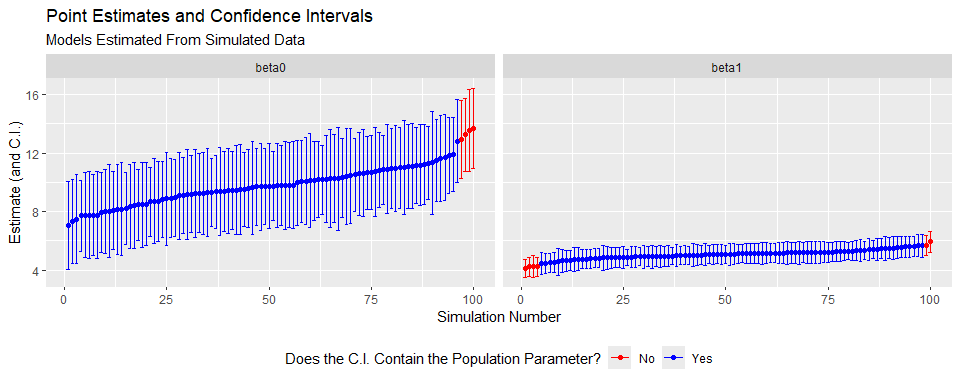 Point Estimates and Confidence Intervals
Models Estimated From Simulated Data
beta0 beta1
Estimate (and C.I.)
16
12
8
4
0 25 50 75 100 0 25 50 75 100
Simulation Number
Does the C.I. Contain the Population Parameter? No Yes